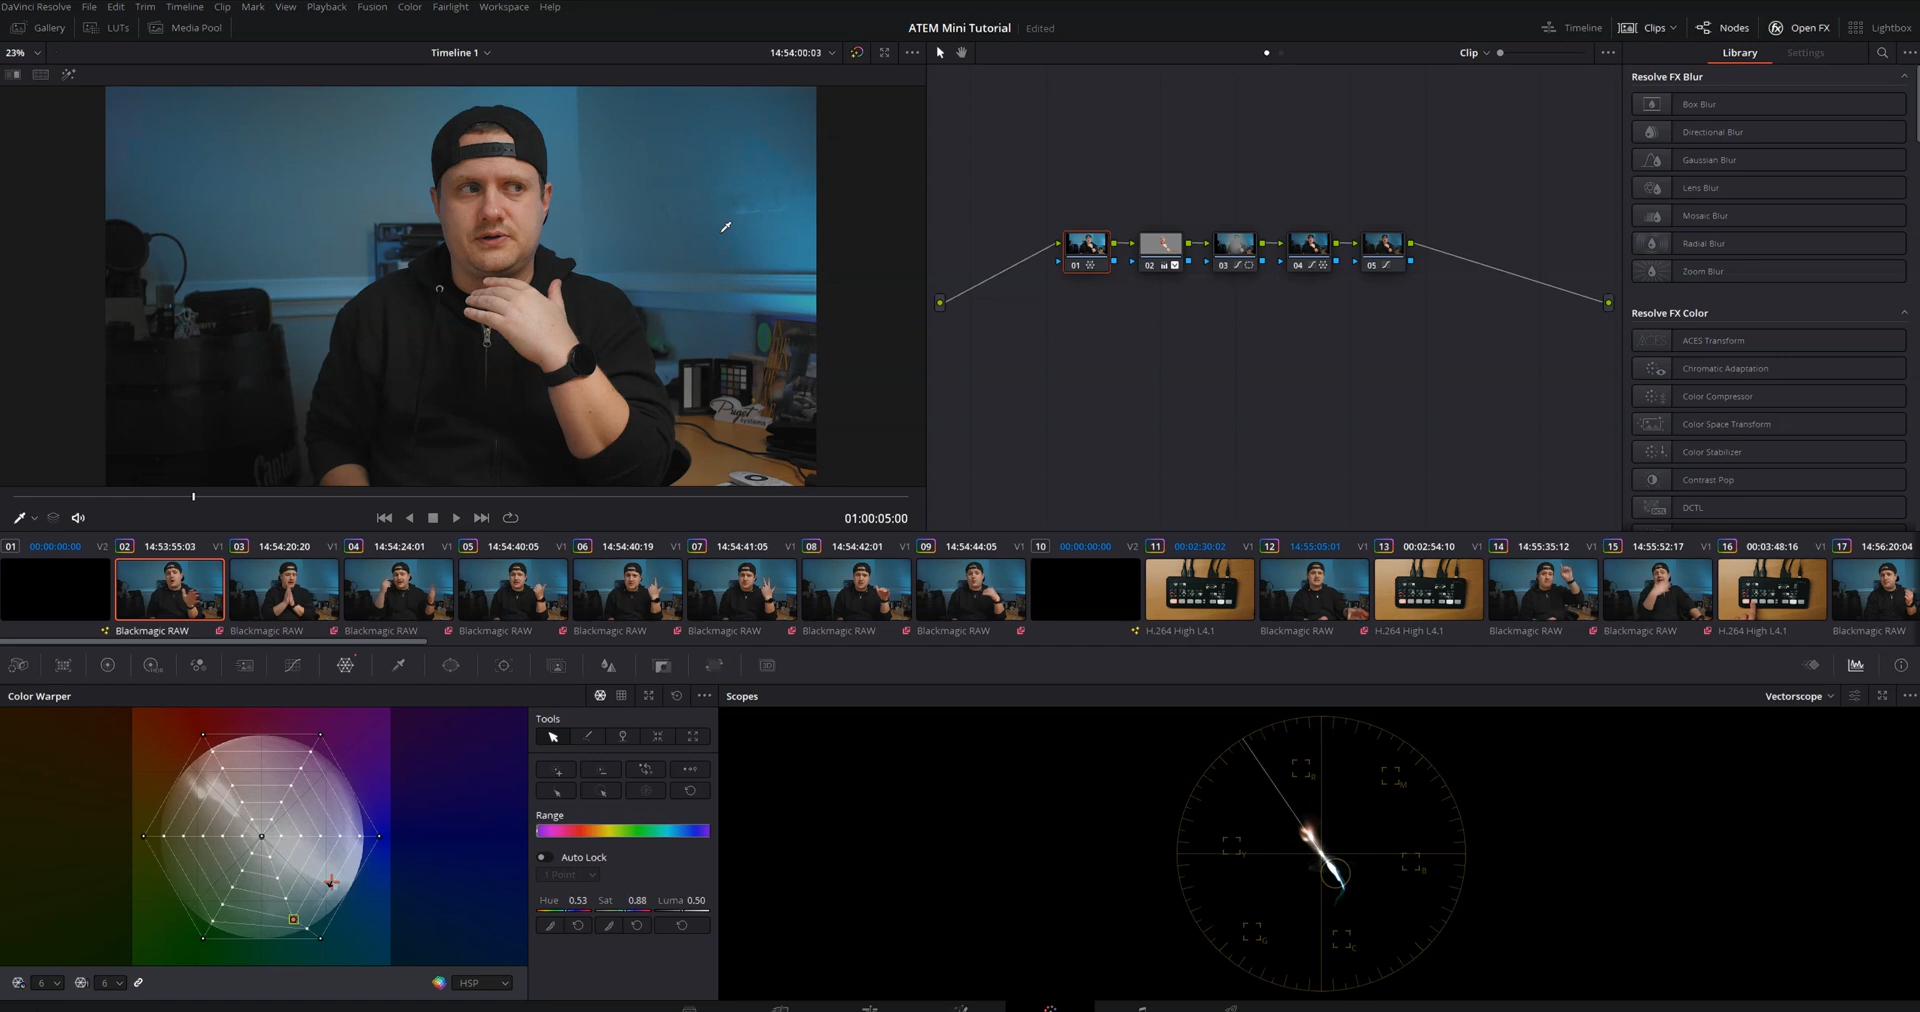 DaVinci Resolve File Edit Trim Timeline Clip Mark View Playback Fusion Color Fairlight Workspace Help
Gallery LUTs Media Pool ATEM Mini Tutorial Edited Timeline Clips Nodes fx Open FX Lightbox
23% Timeline 1 14:54:00:03 Clip Library Settings
Resolve FX Blur
Box Blur
Directional Blur
Gaussian Blur
Lens Blur
Mosaic Blur
Radial Blur
Zoom Blur
01 02 03 04 05
Resolve FX Color
ACES ACES Transform
Chromatic Adaptation
Color Compressor
Color Space Transform
Color Stabilizer
Contrast Pop
DCTL DCTL
Puget
Systems
01:00:05:00
01 00:00:00:00 V2 02 14:53:55:03 V1 03 14:54:20:20 V1 04 14:54:24:01 V1 05 14:54:40:05 V1 06 14:54:40:19 V1 07 14:54:41:05 V1 08 14:54:42:01 V1 09 14:54:44:05 V1 10 00:00:00:00 V2 11 00:02:30:02 V1 12 14:55:05:01 V1 13 00:02:54:10 V1 14 14:55:35:12 V1 15 14:55:52:17 V1 16 00:03:48:16 V1 17 14:56:20:04
Blackmagic RAW Blackmagic RAW Blackmagic RAW Blackmagic RAW Blackmagic RAW Blackmagic RAW Blackmagic RAW Blackmagic RAW H.264 High L4.1 Blackmagic RAW H.264 High L4.1 Blackmagic RAW Blackmagic RAW H.264 High L4.1 Blackmagic RAW
HDR 3D
Color Warper Scopes Vectorscope
Tools
Range
Auto Lock
1 Point
Hue 0.53 Sat 0.88 Luma 0.50
6 6 HSP
R
M
Y
B
G
C